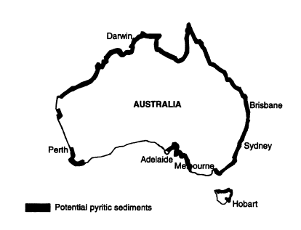 Darwin
AUSTRALIA
Brisbane
Perth
Sydney
Adelaide
Melbourne
Hobart
Potential pyritic sediments